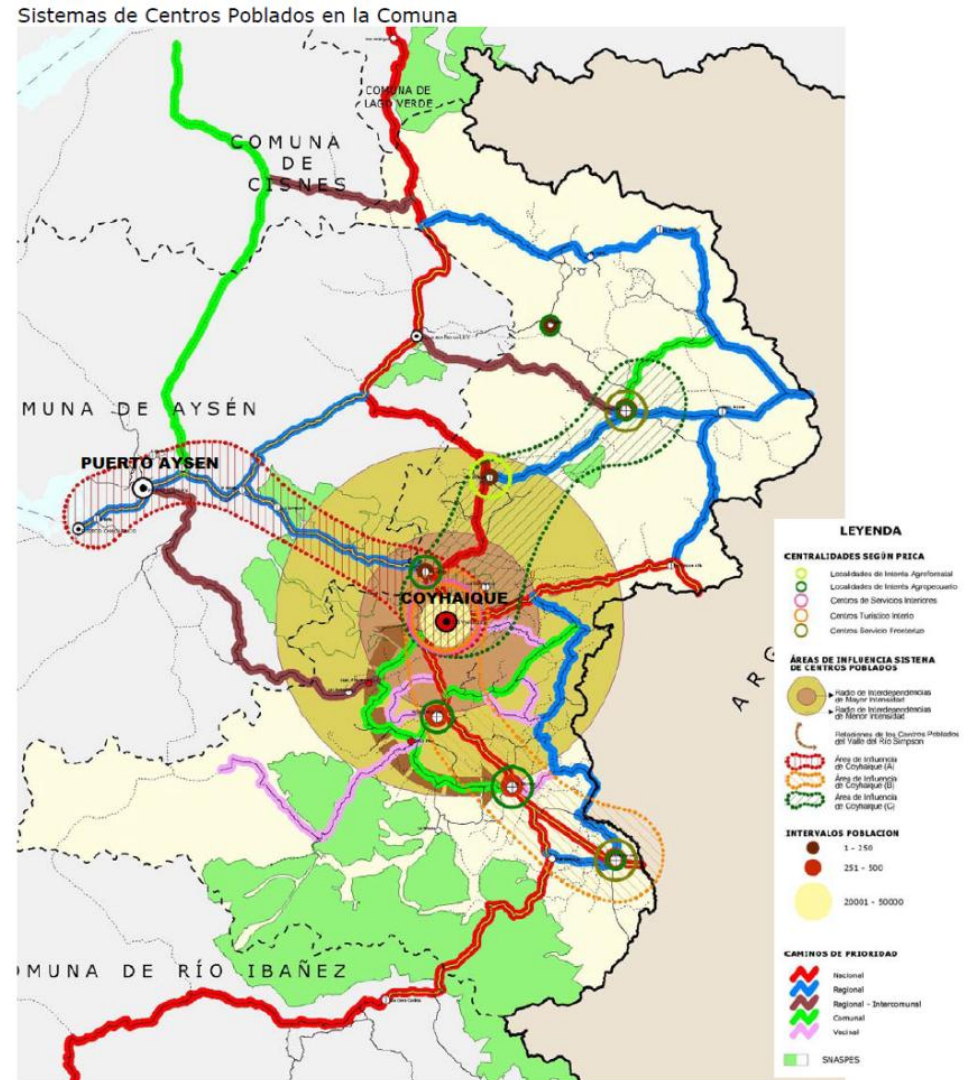 Sistemas de Centros Poblados en la Comuna
COMUNA DE
LAGO VERDE
COMUNA
DE
CISNES
MUNA DE AYSÉN
PUERTO AYSEN
COYHAIQUE
ARG
OMUNA DE RÍO IBAÑEZ
LEYENDA
CENTRALIDADES SEGÚN PRICA
Localidades de Interés Agroforestal
Localidades de Interés Agropecuario
Centros de Servicios Interiores
Centros Turístico Interio
Centros Servicio Fronterizo
ÁREAS DE INFLUENCIA SISTEMA
DE CENTROS POBLADOS
Radio de Interdependencias
de Mayor Intensidad
Radio de Interdependencias
de Menor Intensidad
Relaciones de los Centros Poblados
del Valle del Río Simpson
Área de Influencia
de Coyhaique (A)
Área de Influencia
de Coyhaique (B)
Área de Influencia
de Coyhaique (C)
INTERVALOS POBLACION
1 - 250
251 - 500
20001 - 50000
CAMINOS DE PRIORIDAD
Nacional
Regional
Regional - Intercomunal
Comunal
Vecinal
SNASPES